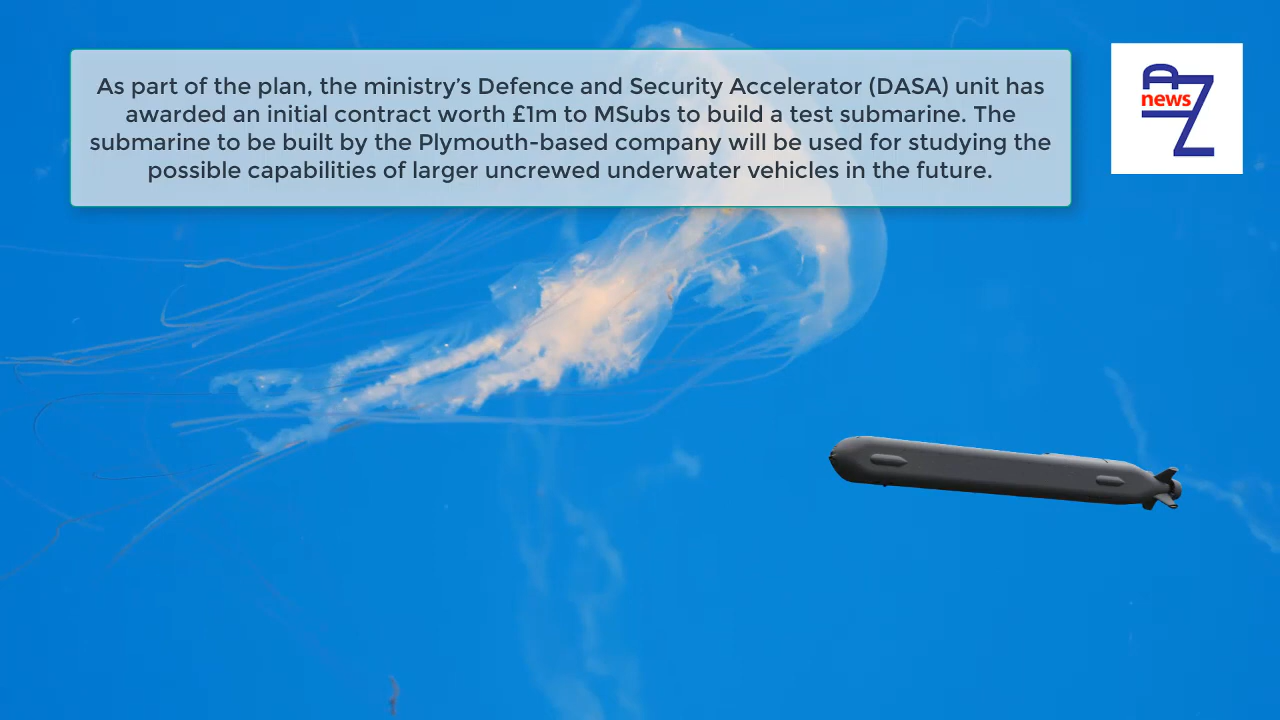 As part of the plan, the ministry’s Defence and Security Accelerator (DASA) unit has
awarded an initial contract worth £1m to MSubs to build a test submarine. The
submarine to be built by the Plymouth-based company will be used for studying the
possible capabilities of larger uncrewed underwater vehicles in the future.
A
news
Z